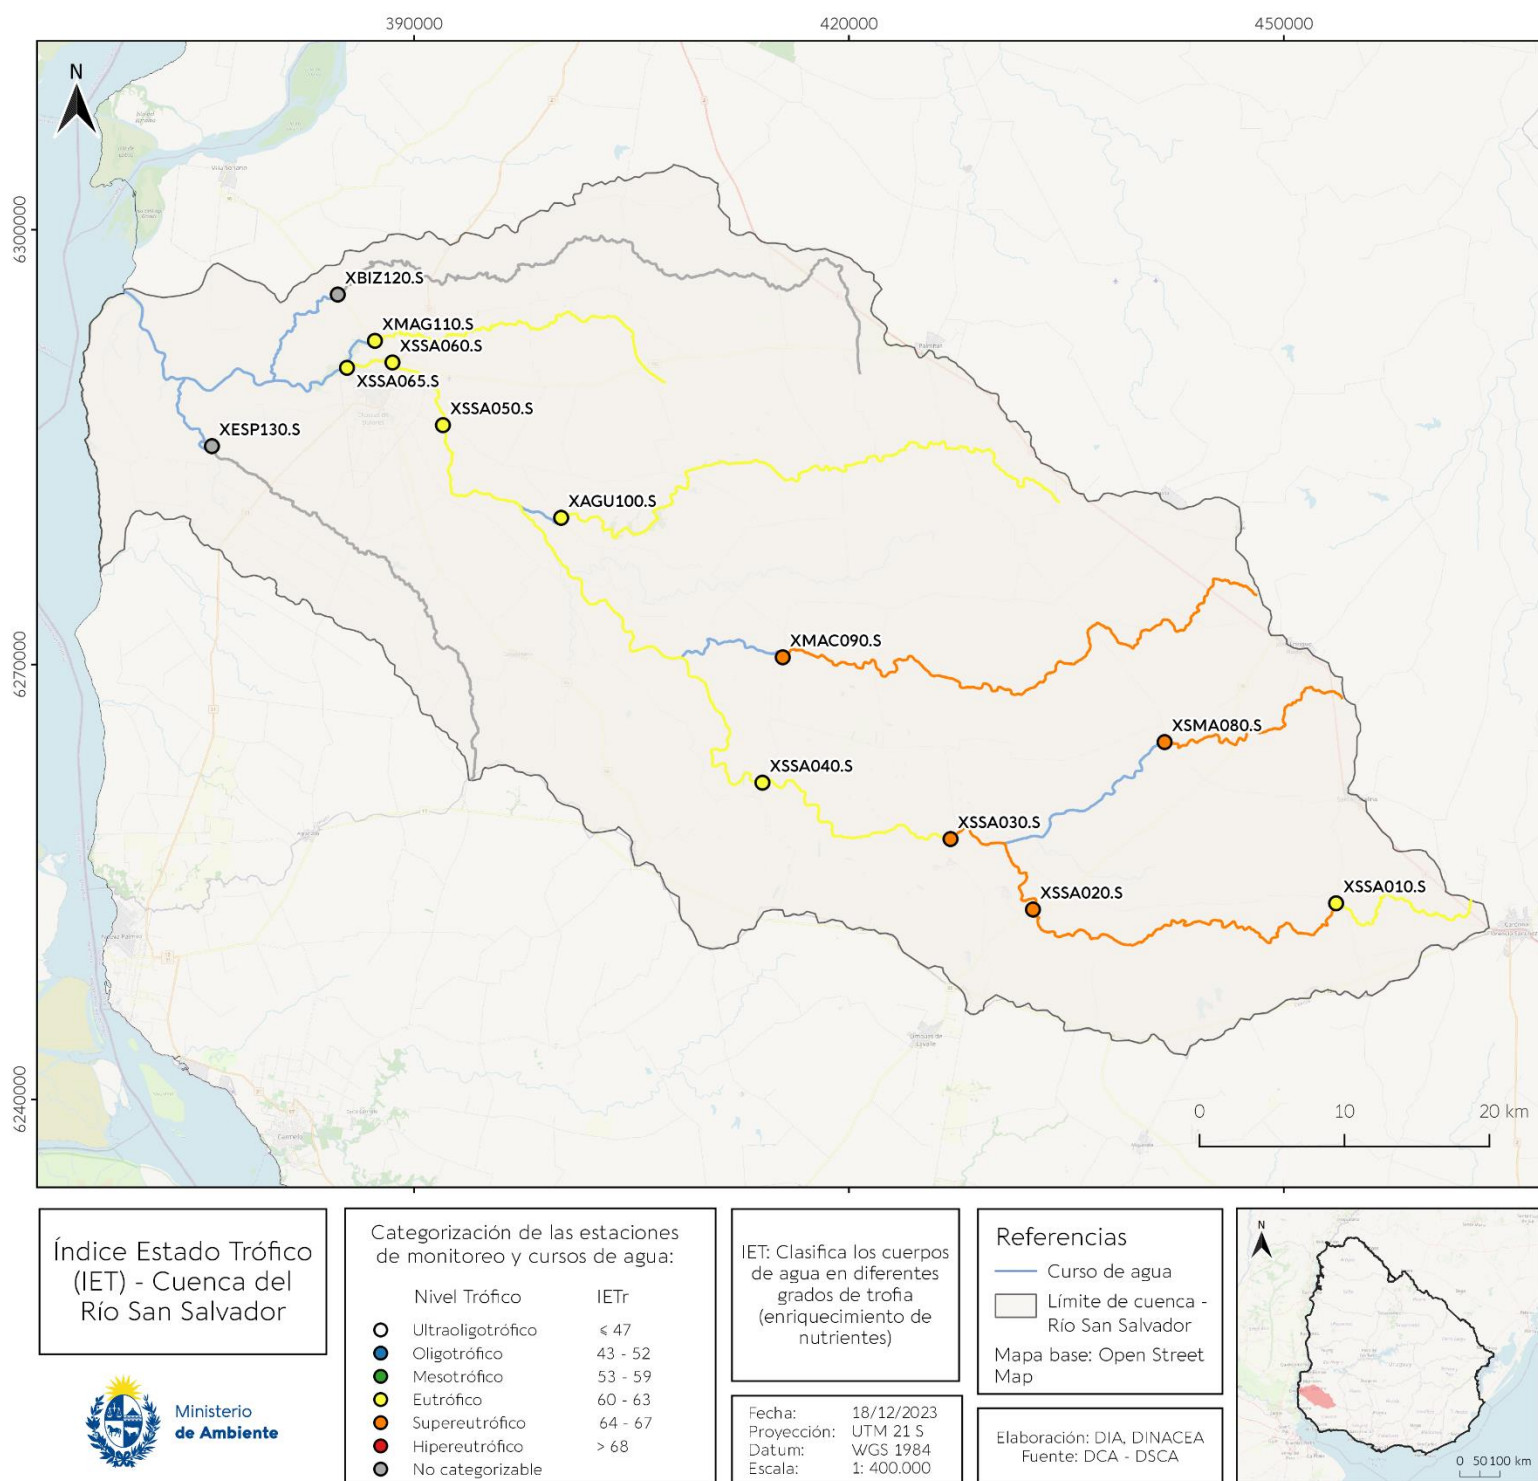 390000
420000
450000
N
6300000
6270000
6240000
XBIZ120.S
XMAG110.S
XSSA060.S
XSSA065.S
XSSA050.S
XESP130.S
XAGU100.S
XMAC090.S
XSMA080.S
XSSA040.S
XSSA030.S
XSSA020.S
XSSA010.S
0 10 20 km
Índice Estado Trófico
(IET) - Cuenca del
Río San Salvador
Ministerio
de Ambiente
Categorización de las estaciones
de monitoreo y cursos de agua:
Nivel Trófico IETr
Ultraoligotrófico ⩽ 47
Oligotrófico 43 - 52
Mesotrófico 53 - 59
Eutrófico 60 - 63
Supereutrófico 64 - 67
Hipereutrófico > 68
No categorizable
IET: Clasifica los cuerpos
de agua en diferentes
grados de trofia
(enriquecimiento de
nutrientes)
Fecha: 18/12/2023
Proyección: UTM 21 S
Datum: WGS 1984
Escala: 1: 400.000
Referencias
Curso de agua
Límite de cuenca -
Río San Salvador
Mapa base: Open Street
Map
Elaboración: DIA, DINACEA
Fuente: DCA - DSCA
N
0 50 100 km